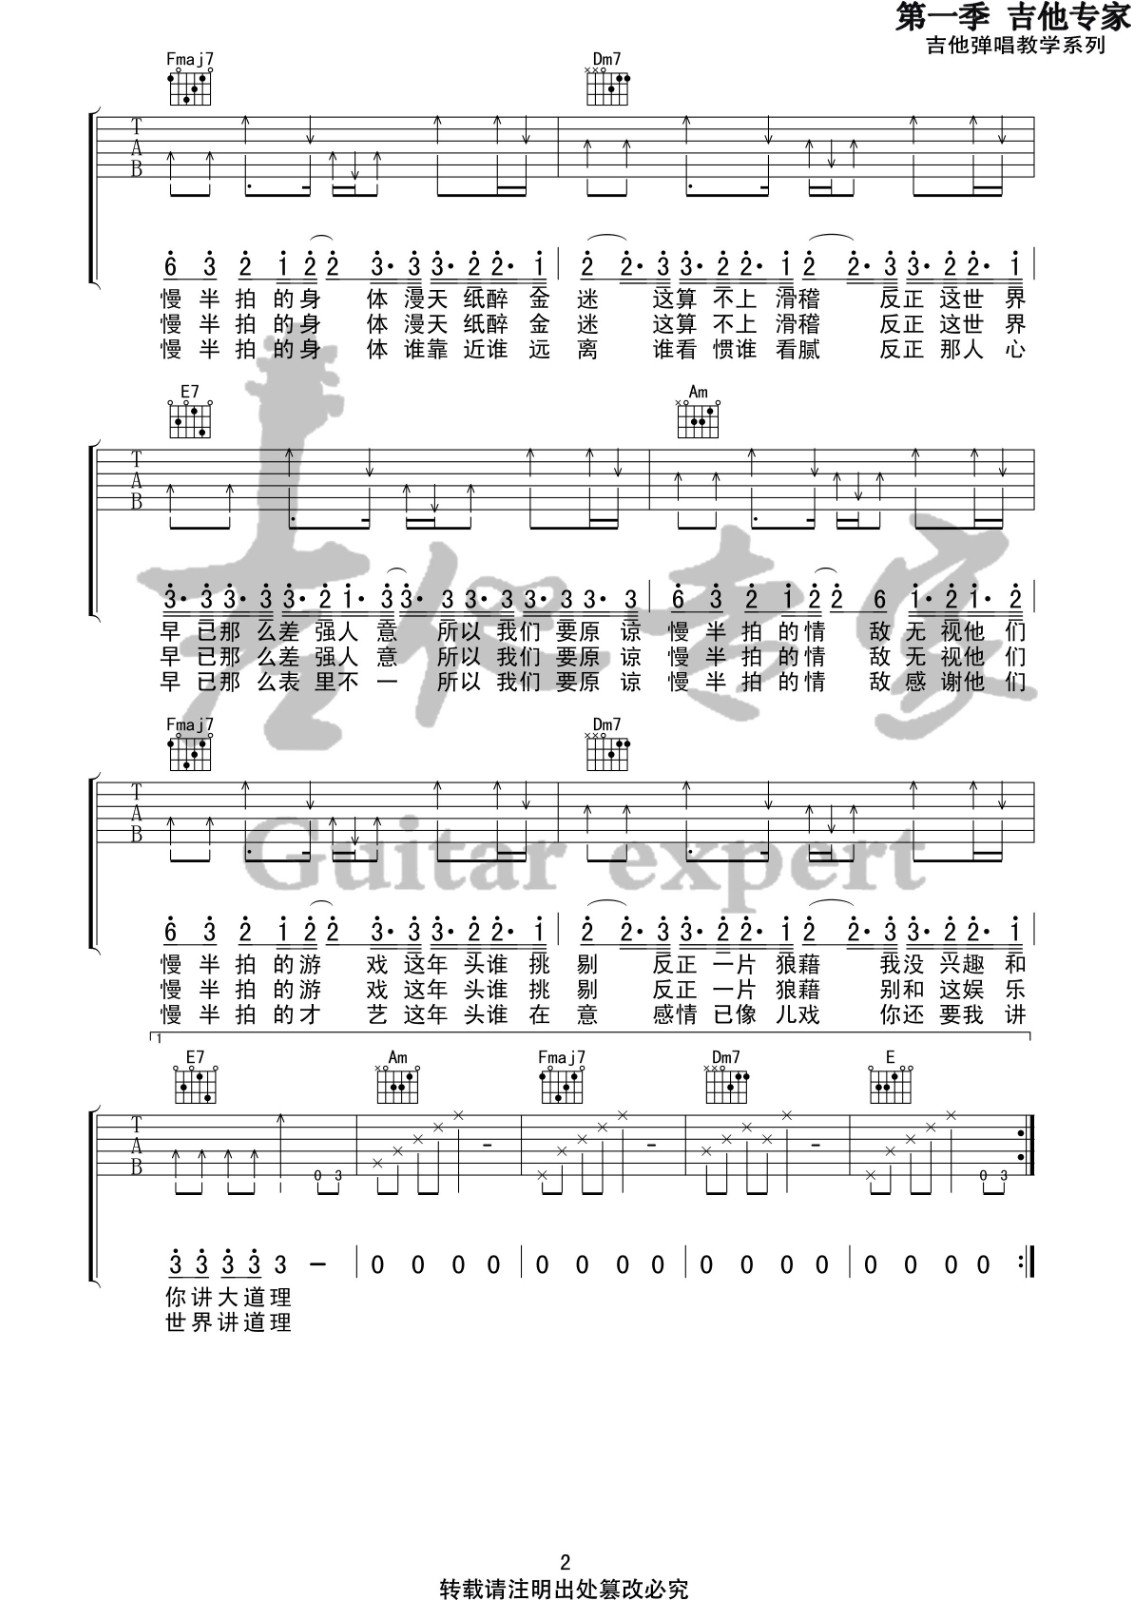 第一季 吉他专家
吉他弹唱教学系列
Fmaj7 Dm7
T
A
B
6 3 2 1 2 2 3· 3 3· 2 2· 1 2 2· 3 3· 2 2· 1 2 2· 3 3· 2 2· 1
慢半拍的身 体漫天纸醉金迷 这算不上滑稽 反正这世界
慢半拍的身 体漫天纸醉金迷 这算不上滑稽 反正这世界
慢半拍的身 体谁靠近谁远离 谁看惯谁看腻 反正那人心
E7 Am
T
A
B
3· 3 3· 3 3· 2 1· 3 3· 3 3· 3 3· 3 3· 3 6 3 2 1 2 2 6 1· 2 1· 2
早已那么差强人意 所以我们要原谅慢半拍的情 敌无视他们
早已那么差强人意 所以我们要原谅慢半拍的情 敌无视他们
早已那么表里不一 所以我们要原谅慢半拍的情 敌感谢他们
吉他专家
Fmaj7 Dm7
T
A
B
Guitar expert
6 3 2 1 2 2 3· 3 3· 2 2· 1 2 2· 3 3· 2 2· 1 2 2· 3 3· 2 2· 1
慢半拍的游 戏这年头谁挑剔 反正一片狼藉 我没兴趣和
慢半拍的游 戏这年头谁挑剔 反正一片狼藉 别和这娱乐
慢半拍的才 艺这年头谁在意 感情已像儿戏 你还要我讲
1
E7 Am Fmaj7 Dm7 E
T
A
B
0 3 0 3
3 3 3 3 3 – 0 0 0 0 0 0 0 0 0 0 0 0 0 0 0 0
你讲大道理
世界讲道理
2
转载请注明出处篡改必究